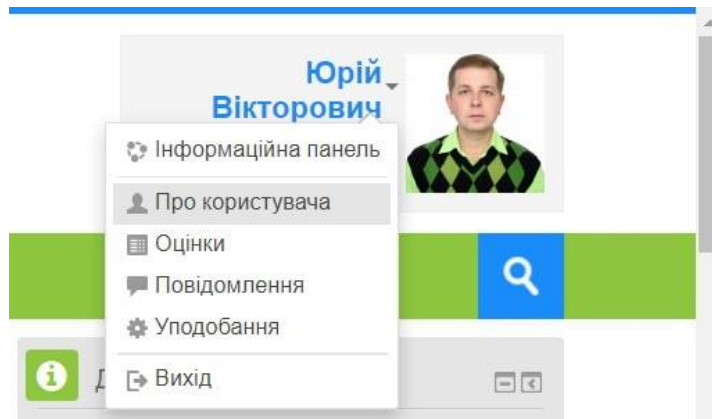 Юрій
Вікторович
Інформаційна панель
Про користувача
Оцінки
Повідомлення
Уподобання
Вихід